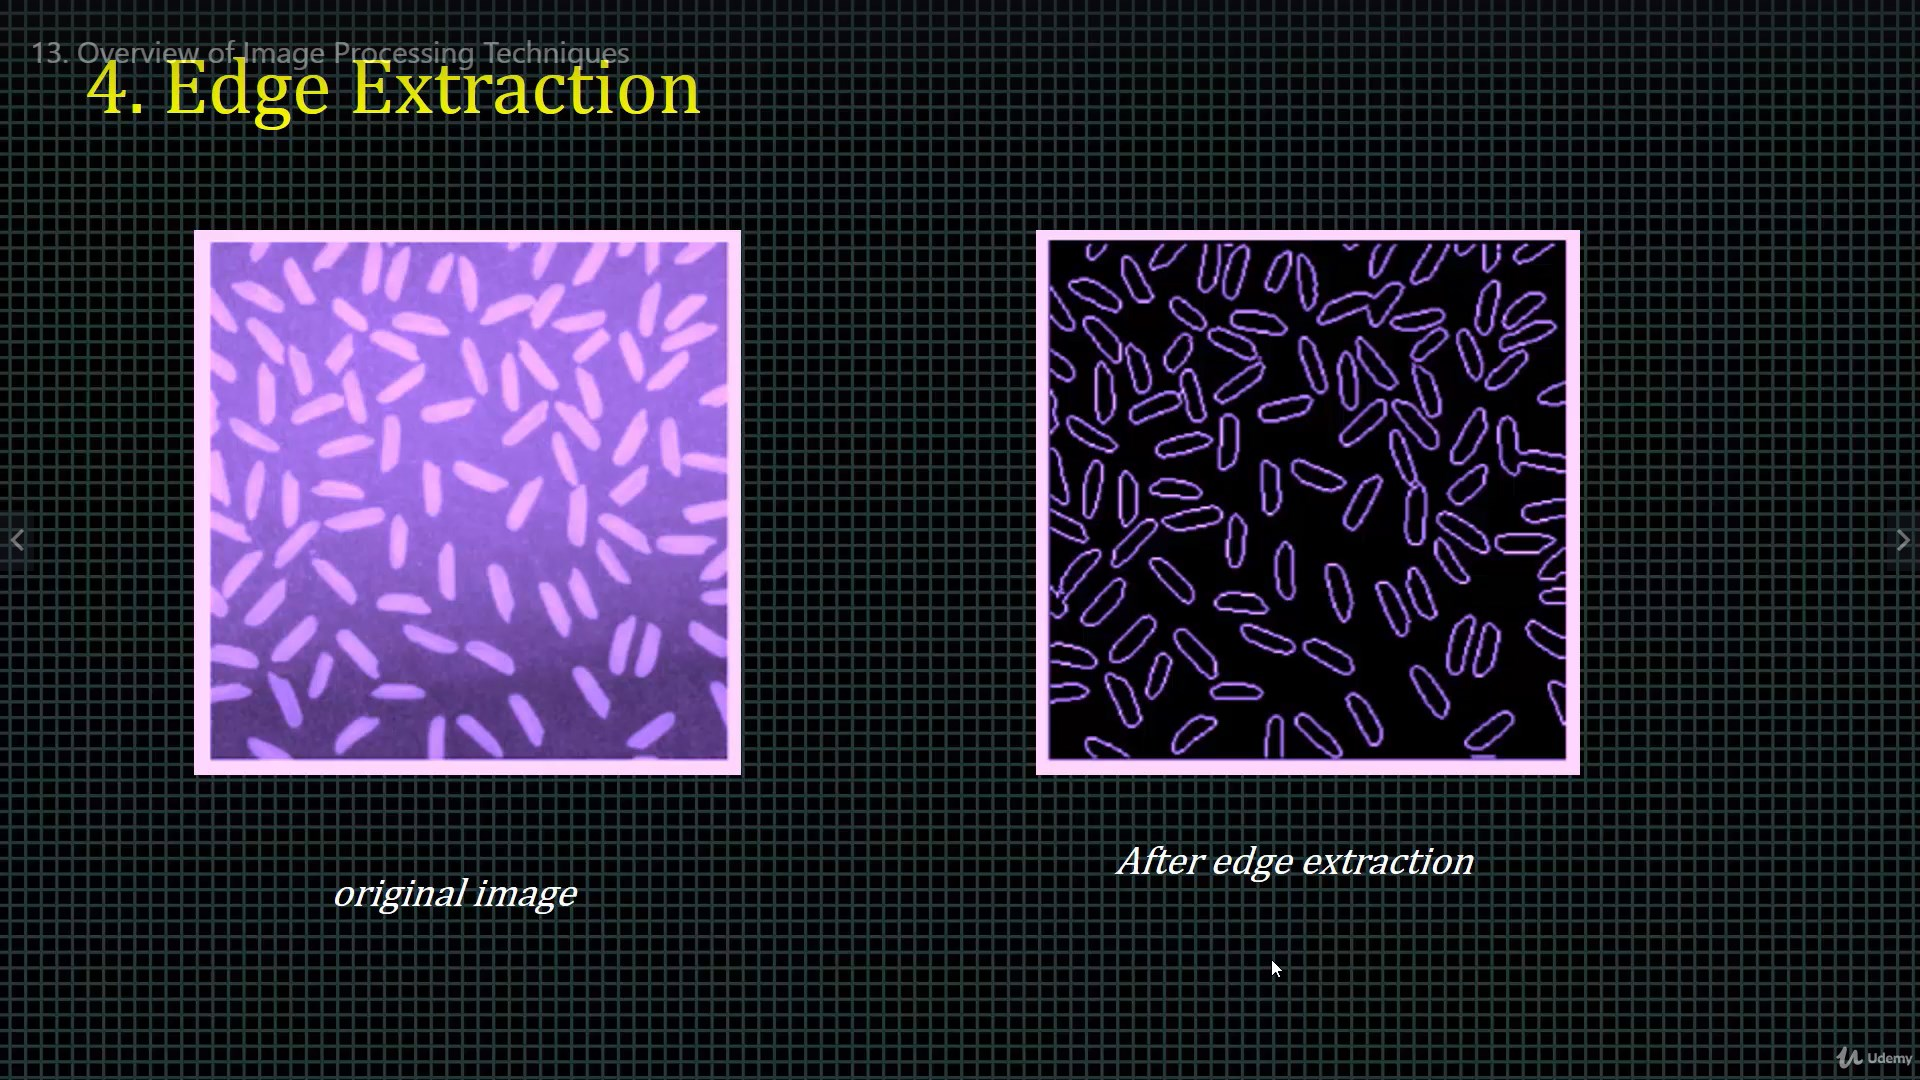 13. Overview of Image Processing Techniques
4. Edge Extraction
After edge extraction
original image
Udemy